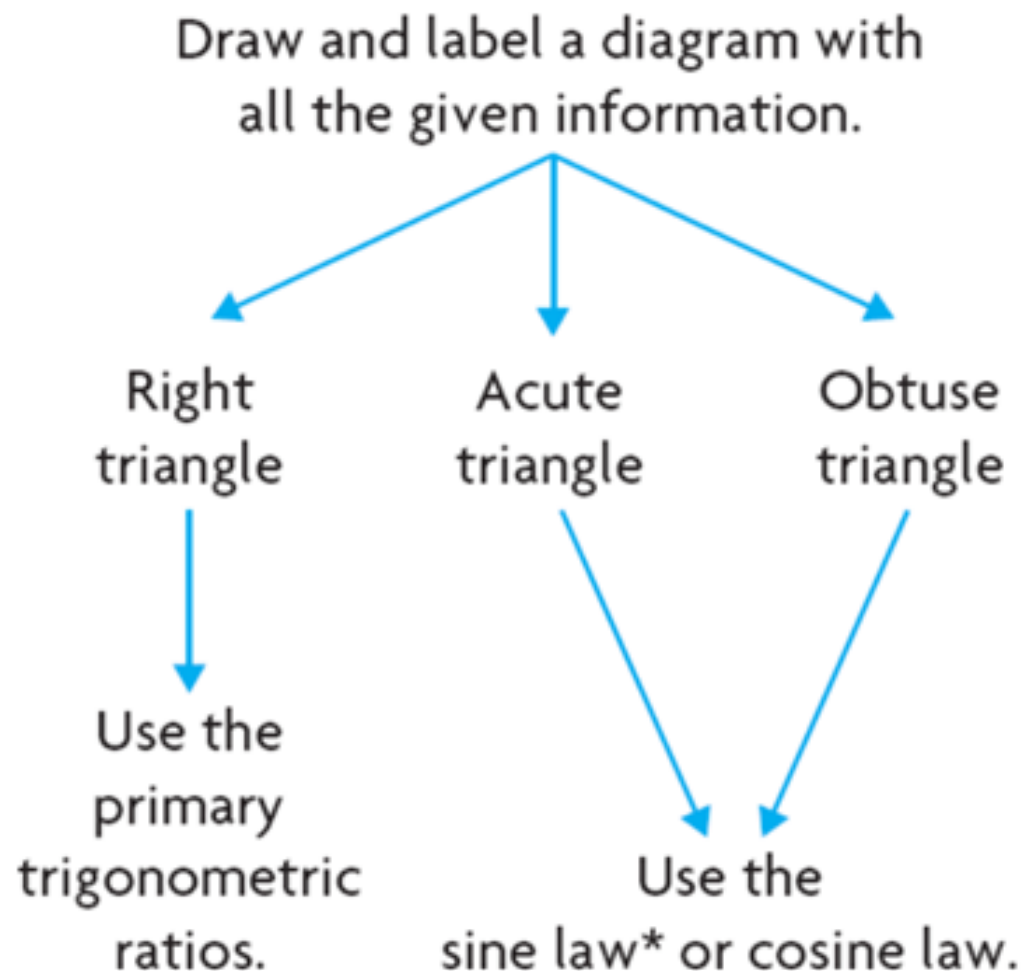 Draw and label a diagram with
all the given information.
Right
triangle
Acute
triangle
Obtuse
triangle
Use the
primary
trigonometric
ratios.
Use the
sine law* or cosine law.